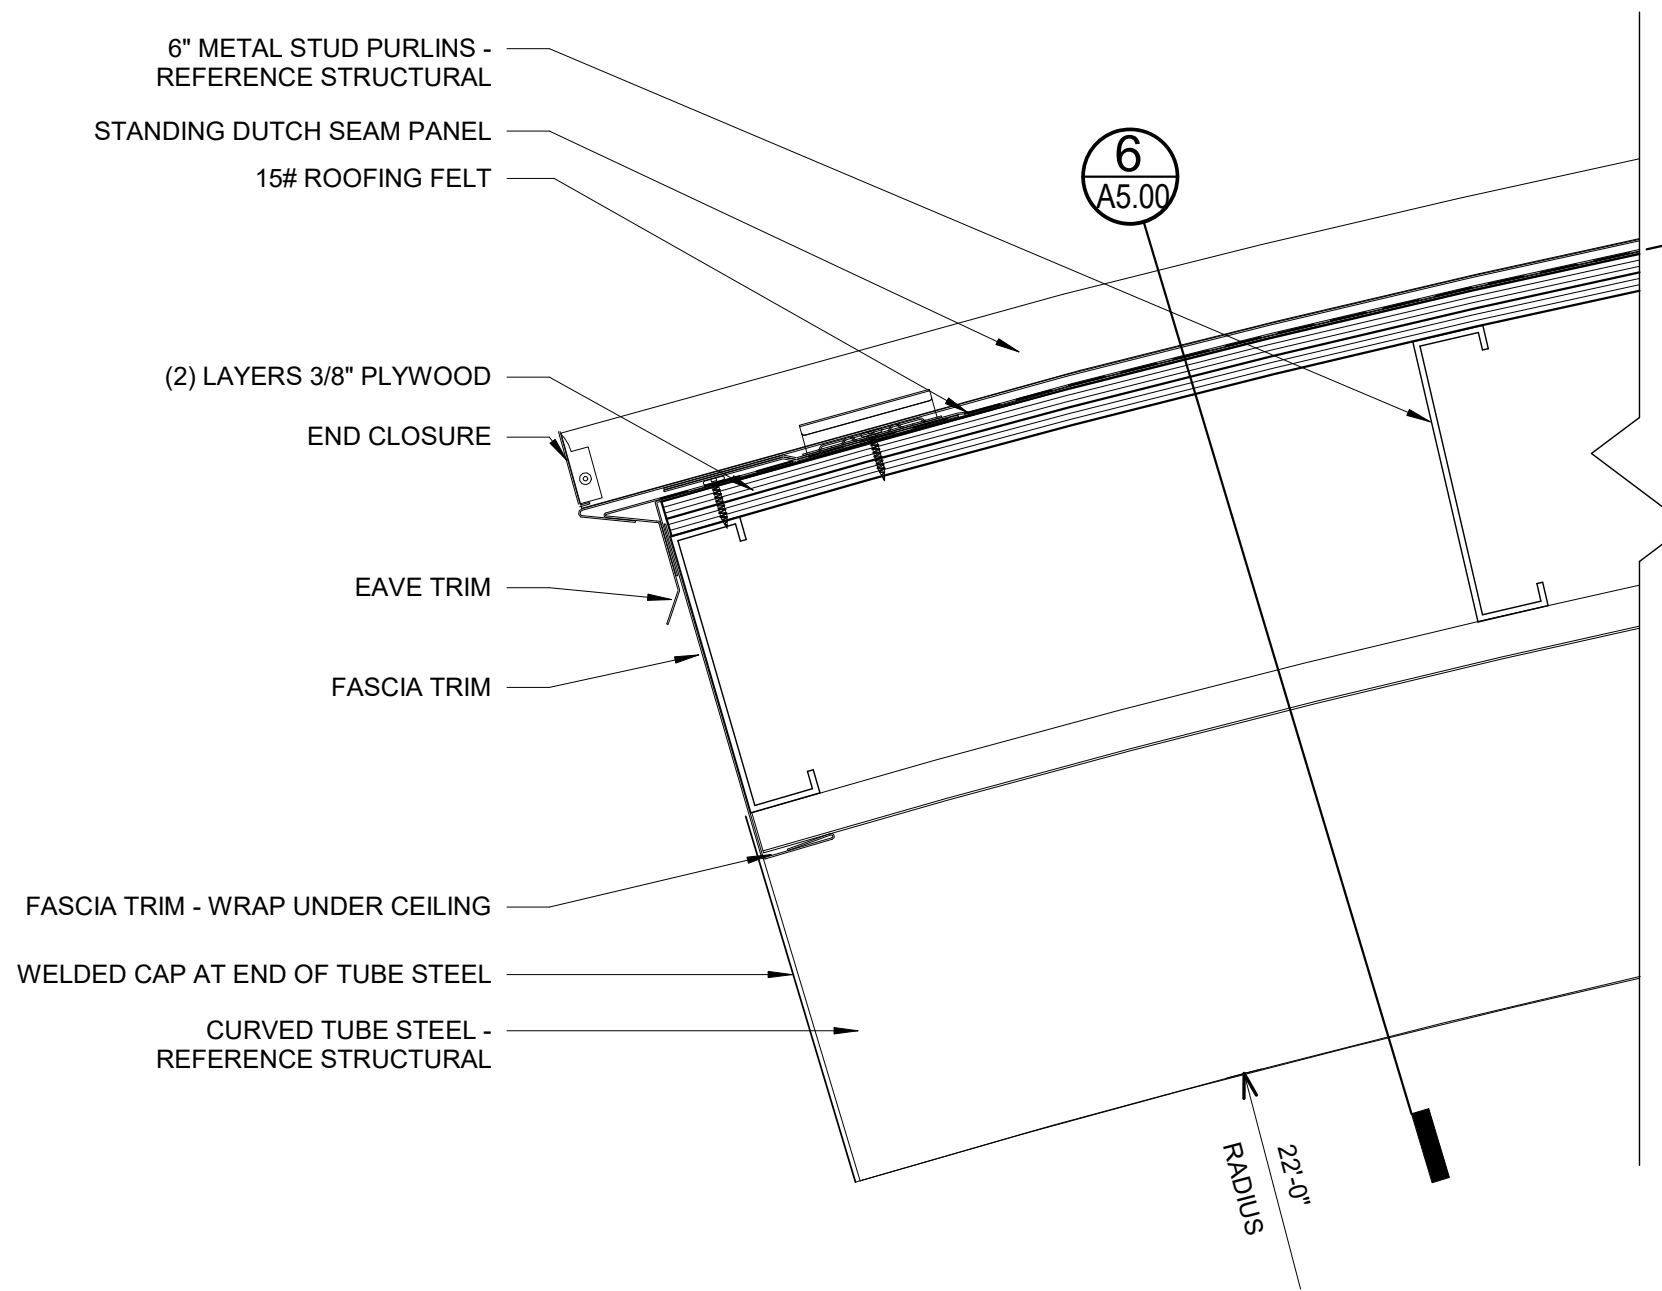 6" METAL STUD PURLINS -
REFERENCE STRUCTURAL
STANDING DUTCH SEAM PANEL
15# ROOFING FELT
6
A5.00
(2) LAYERS 3/8" PLYWOOD
END CLOSURE
EAVE TRIM
FASCIA TRIM
FASCIA TRIM - WRAP UNDER CEILING
WELDED CAP AT END OF TUBE STEEL
CURVED TUBE STEEL -
REFERENCE STRUCTURAL
22'-0"
RADIUS